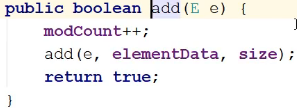 public boolean add(E e) {
modCount++;
add(e, elementData, size);
return true;
}